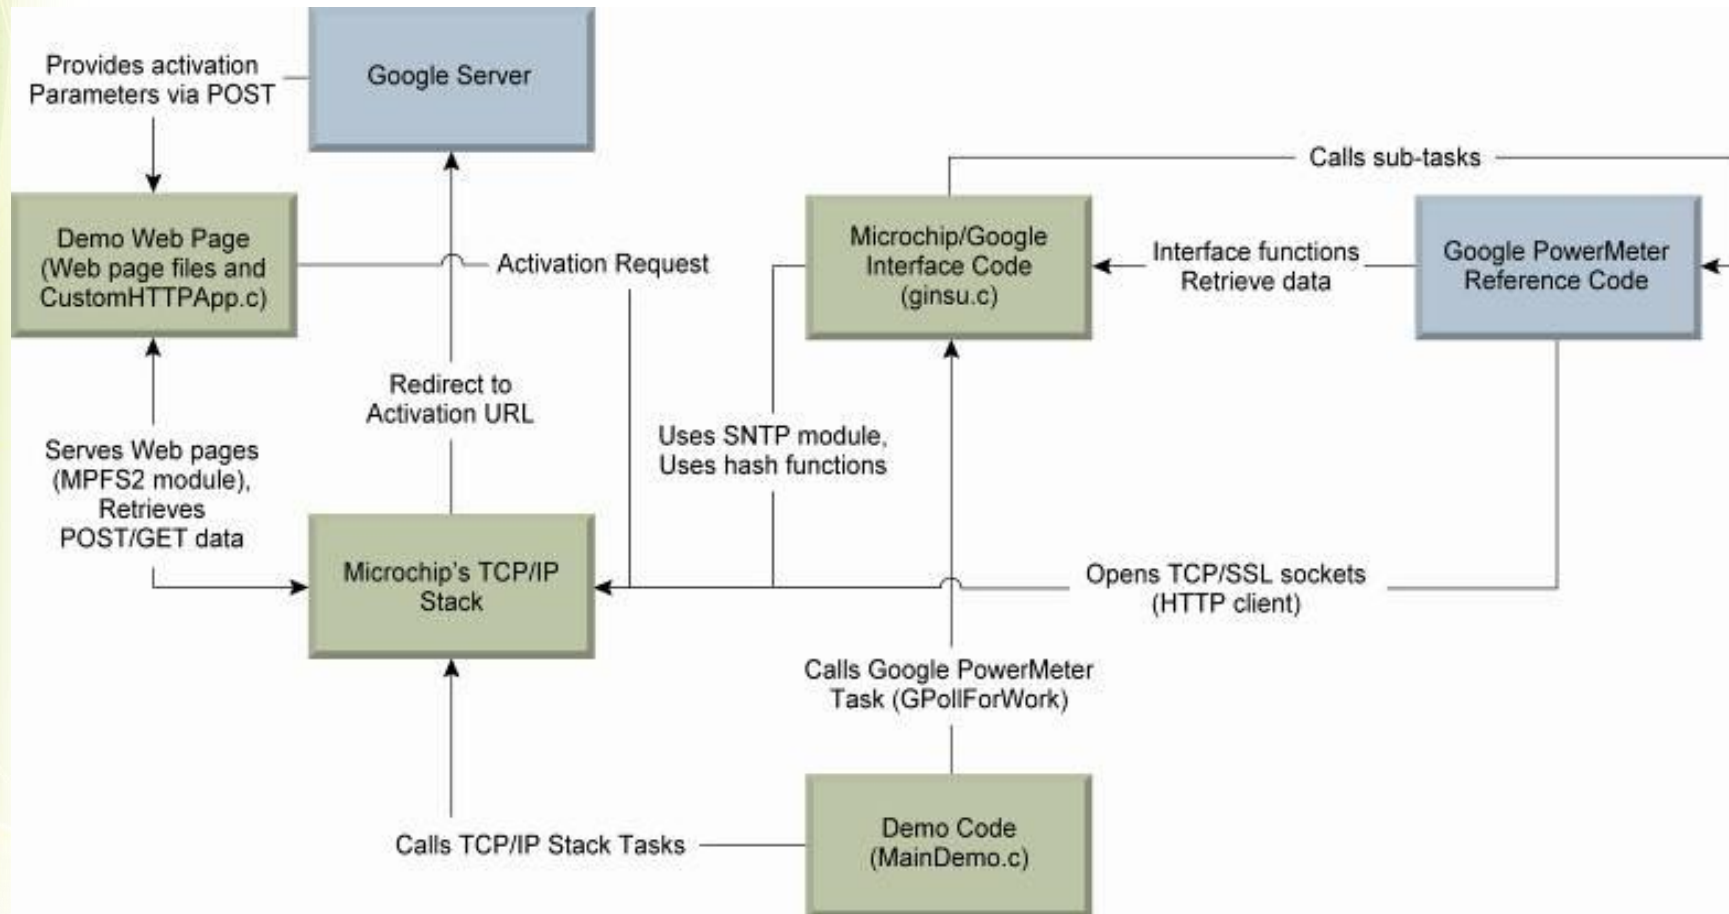 Provides activation
Parameters via POST
Google Server
Calls sub-tasks
Demo Web Page
(Web page files and
CustomHTTPApp.c)
Activation Request
Microchip/Google
Interface Code
(ginsu.c)
Interface functions
Retrieve data
Google PowerMeter
Reference Code
Redirect to
Activation URL
Uses SNTP module,
Uses hash functions
Serves Web pages
(MPFS2 module),
Retrieves
POST/GET data
Microchip's TCP/IP
Stack
Opens TCP/SSL sockets
(HTTP client)
Calls Google PowerMeter
Task (GPollForWork)
Calls TCP/IP Stack Tasks
Demo Code
(MainDemo.c)